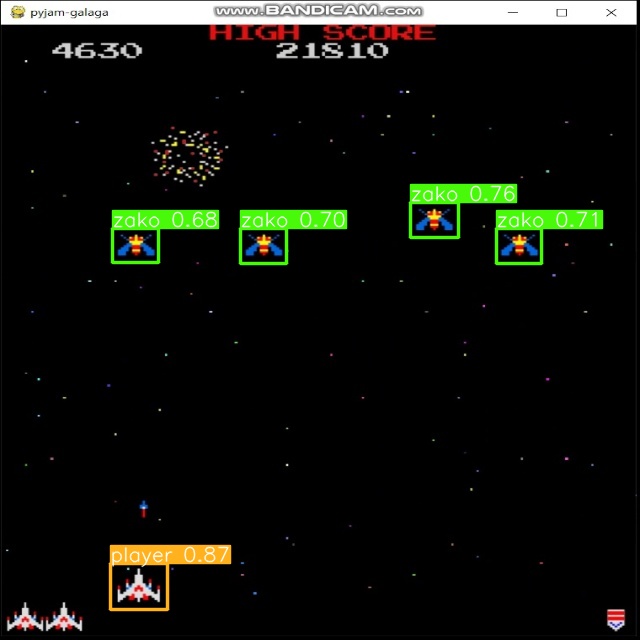 pyjam-galaga
www.BANDICAM.com
HIGH SCORE
4630 21810
zako 0.76
zako 0.68 zako 0.70 zako 0.71
player 0.87